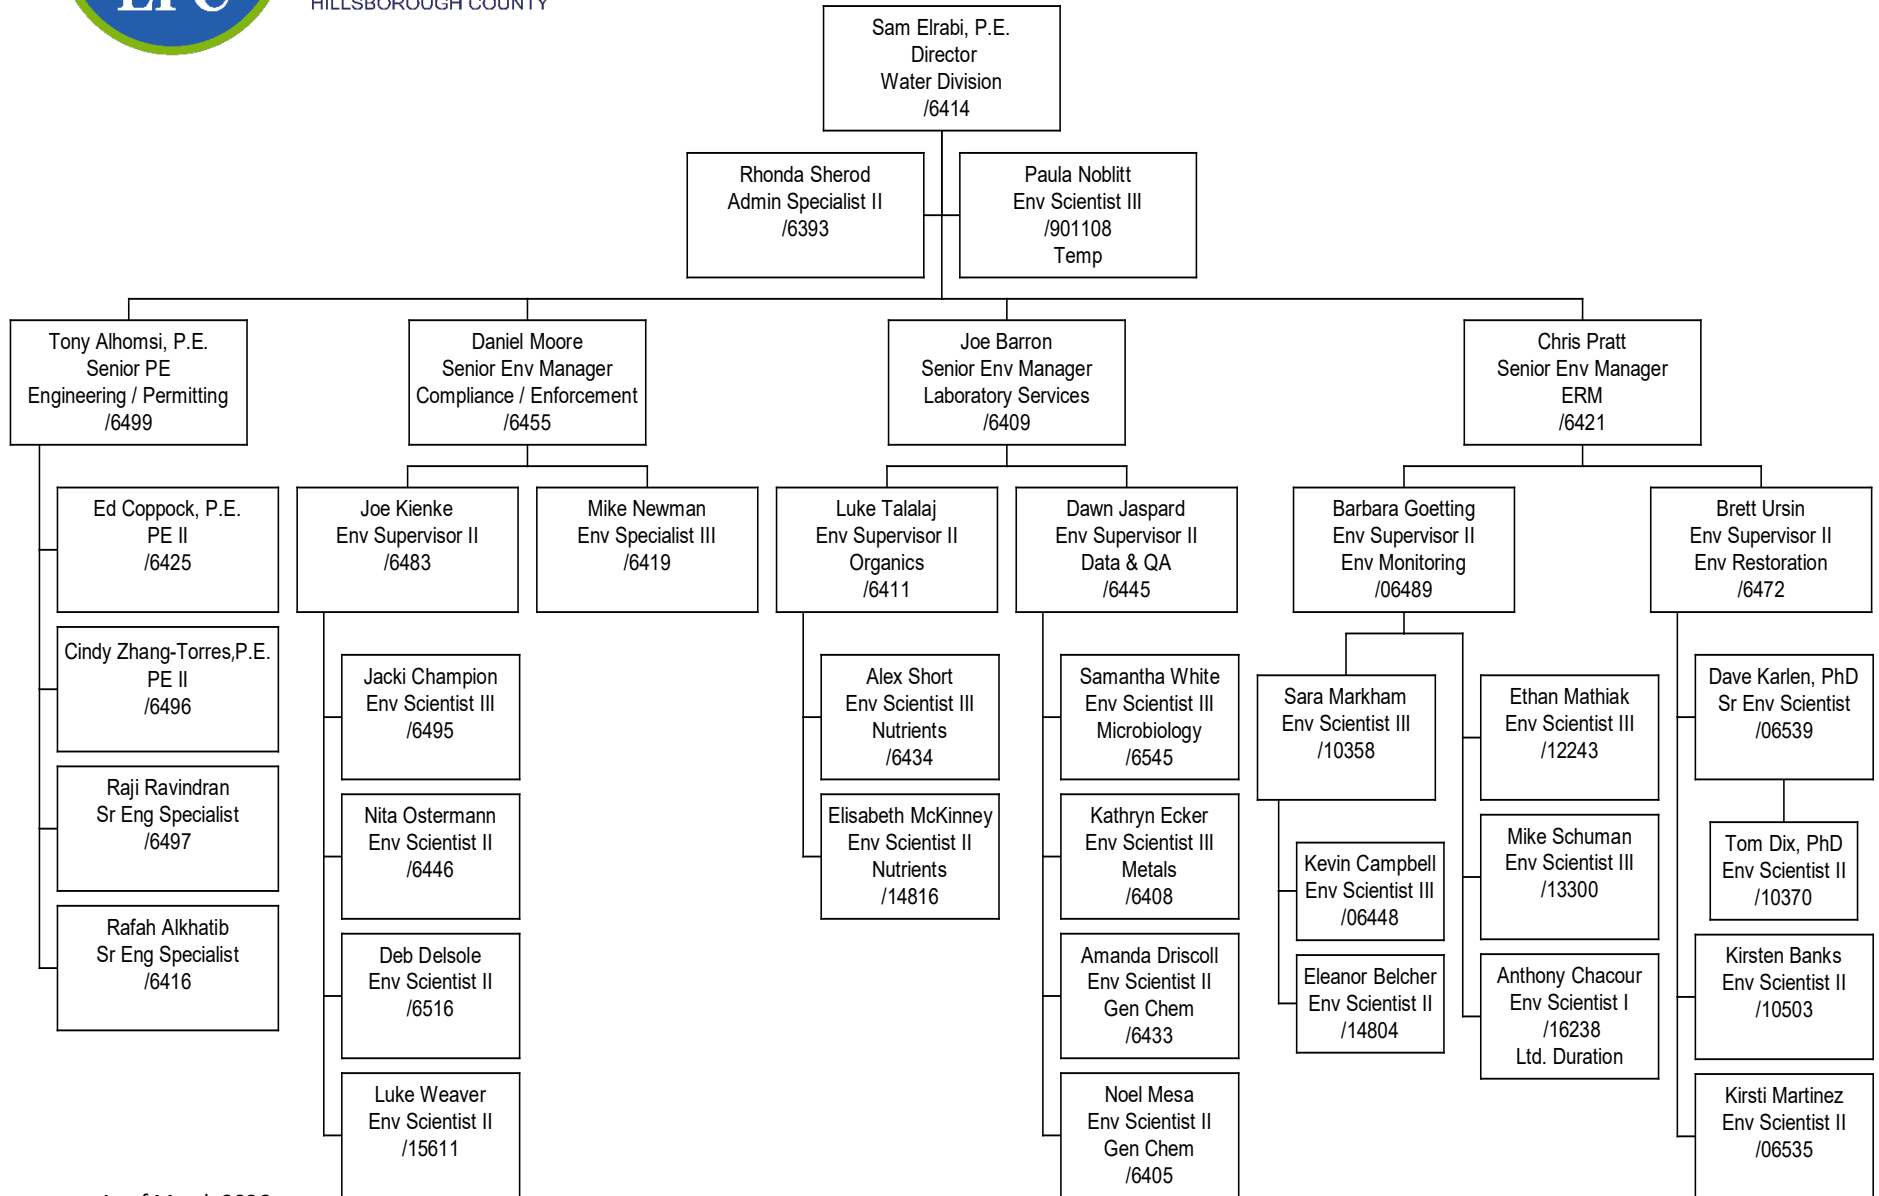 EPC
HILLSBOROUGH COUNTY
Sam Elrabi, P.E.
Director
Water Division
/6414
Rhonda Sherod
Admin Specialist II
/6393
Paula Noblitt
Env Scientist III
/901108
Temp
Tony Alhomsi, P.E.
Senior PE
Engineering / Permitting
/6499
Daniel Moore
Senior Env Manager
Compliance / Enforcement
/6455
Joe Barron
Senior Env Manager
Laboratory Services
/6409
Chris Pratt
Senior Env Manager
ERM
/6421
Ed Coppock, P.E.
PE II
/6425
Cindy Zhang-Torres,P.E.
PE II
/6496
Raji Ravindran
Sr Eng Specialist
/6497
Rafah Alkhatib
Sr Eng Specialist
/6416
Joe Kienke
Env Supervisor II
/6483
Mike Newman
Env Specialist III
/6419
Jacki Champion
Env Scientist III
/6495
Nita Ostermann
Env Scientist II
/6446
Deb Delsole
Env Scientist II
/6516
Luke Weaver
Env Scientist II
/15611
Luke Talalaj
Env Supervisor II
Organics
/6411
Dawn Jaspard
Env Supervisor II
Data & QA
/6445
Alex Short
Env Scientist III
Nutrients
/6434
Elisabeth McKinney
Env Scientist II
Nutrients
/14816
Samantha White
Env Scientist III
Microbiology
/6545
Kathryn Ecker
Env Scientist III
Metals
/6408
Amanda Driscoll
Env Scientist II
Gen Chem
/6433
Noel Mesa
Env Scientist II
Gen Chem
/6405
Barbara Goetting
Env Supervisor II
Env Monitoring
/06489
Brett Ursin
Env Supervisor II
Env Restoration
/6472
Sara Markham
Env Scientist III
/10358
Kevin Campbell
Env Scientist III
/06448
Eleanor Belcher
Env Scientist II
/14804
Ethan Mathiak
Env Scientist III
/12243
Mike Schuman
Env Scientist III
/13300
Anthony Chacour
Env Scientist I
/16238
Ltd. Duration
Dave Karlen, PhD
Sr Env Scientist
/06539
Tom Dix, PhD
Env Scientist II
/10370
Kirsten Banks
Env Scientist II
/10503
Kirsti Martinez
Env Scientist II
/06535